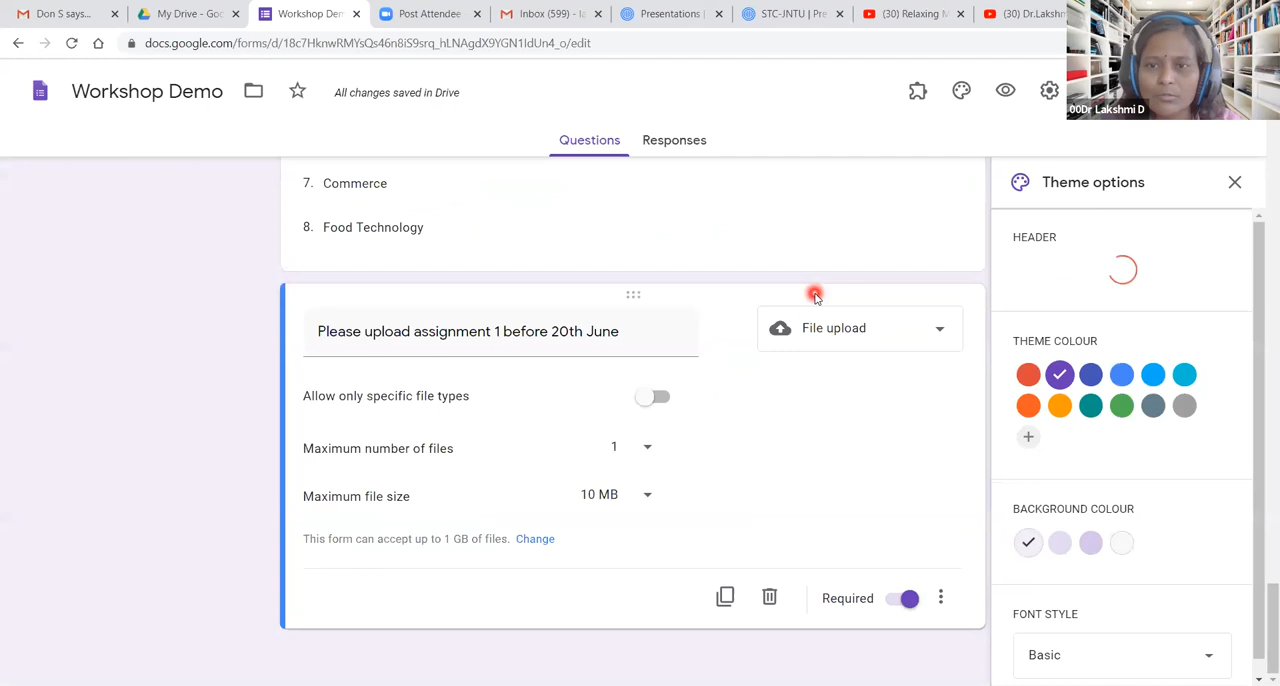 Don S says...
My Drive - Goo
Workshop Dem
Post Attendee
Inbox (599) - la
Presentations |
STC-JNTU | Pre
(30) Relaxing M
(30) Dr.Lakshm
docs.google.com/forms/d/18c7HknwRMYsQs46n8iS9srq_hLNAgdX9YGN1IdUn4_o/edit
Workshop Demo
All changes saved in Drive
00Dr Lakshmi D
Questions
Responses
7. Commerce
8. Food Technology
Please upload assignment 1 before 20th June
File upload
Allow only specific file types
Maximum number of files
1
Maximum file size
10 MB
This form can accept up to 1 GB of files. Change
Required
Theme options
HEADER
THEME COLOUR
BACKGROUND COLOUR
FONT STYLE
Basic